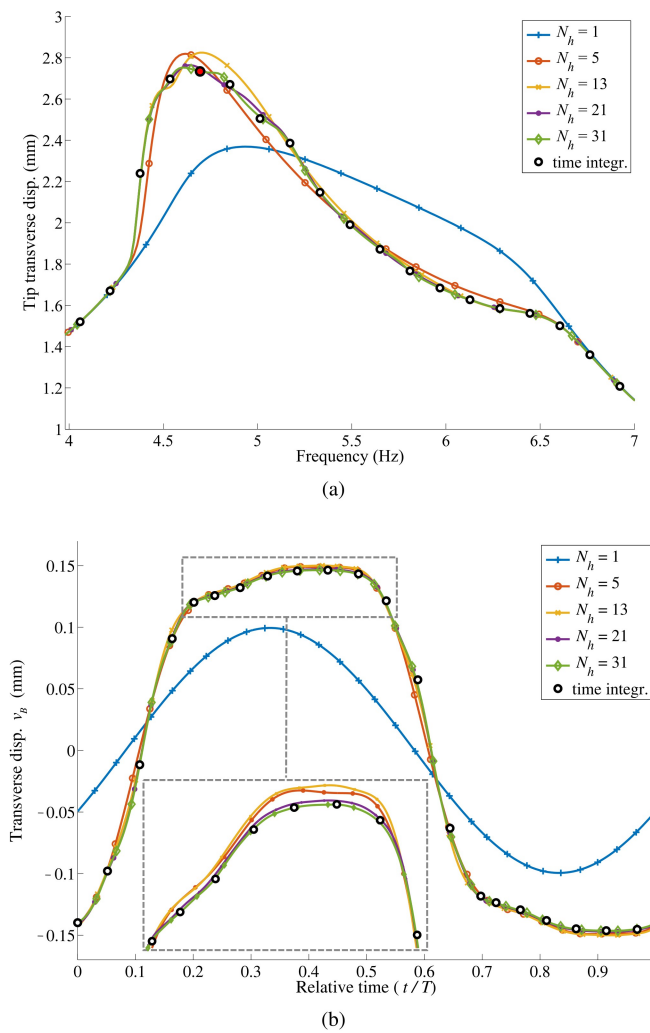 3
2.8
2.6
2.4
2.2
2
1.8
1.6
1.4
1.2
1
Tip transverse disp. (mm)
4
4.5
5
5.5
6
6.5
7
Frequency (Hz)
N_h = 1
N_h = 5
N_h = 13
N_h = 21
N_h = 31
time integr.
(a)
0.15
0.1
0.05
0
−0.05
−0.1
−0.15
Transverse disp. v_B (mm)
0
0.1
0.2
0.3
0.4
0.5
0.6
0.7
0.8
0.9
Relative time ( t / T )
N_h = 1
N_h = 5
N_h = 13
N_h = 21
N_h = 31
time integr.
(b)